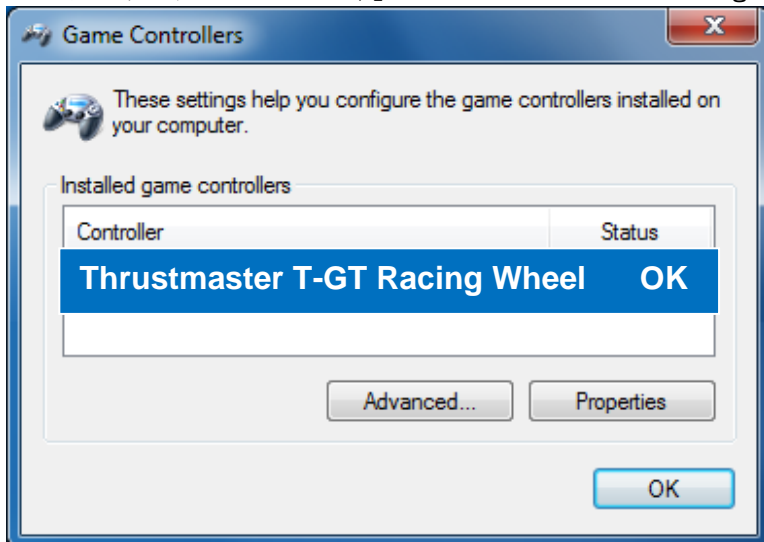 Game Controllers
These settings help you configure the game controllers installed on
your computer.
Installed game controllers
Controller Status
Thrustmaster T-GT Racing Wheel OK
Advanced... Properties
OK